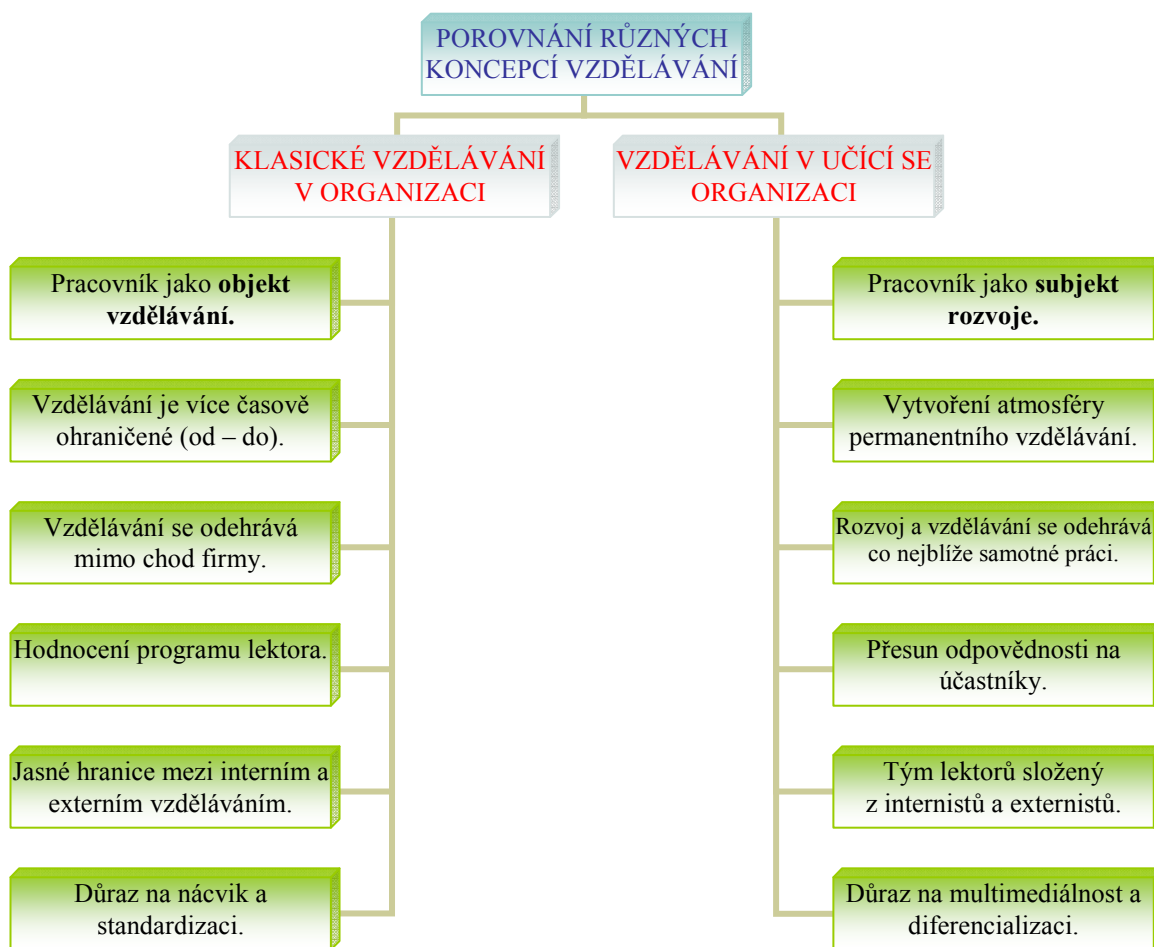 POROVNÁNÍ RŮZNÝCH
KONCEPCÍ VZDĚLÁVÁNÍ
KLASICKÉ VZDĚLÁVÁNÍ
V ORGANIZACI
VZDĚLÁVÁNÍ V UČÍCÍ SE
ORGANIZACI
Pracovník jako objekt
vzdělávání.
Pracovník jako subjekt
rozvoje.
Vzdělávání je více časově
ohraničené (od – do).
Vytvoření atmosféry
permanentního vzdělávání.
Vzdělávání se odehrává
mimo chod firmy.
Rozvoj a vzdělávání se odehrává
co nejblíže samotné práci.
Hodnocení programu lektora.
Přesun odpovědnosti na
účastníky.
Jasné hranice mezi interním a
externím vzděláváním.
Tým lektorů složený
z internistů a externistů.
Důraz na nácvik a
standardizaci.
Důraz na multimediálnost a
diferencializaci.